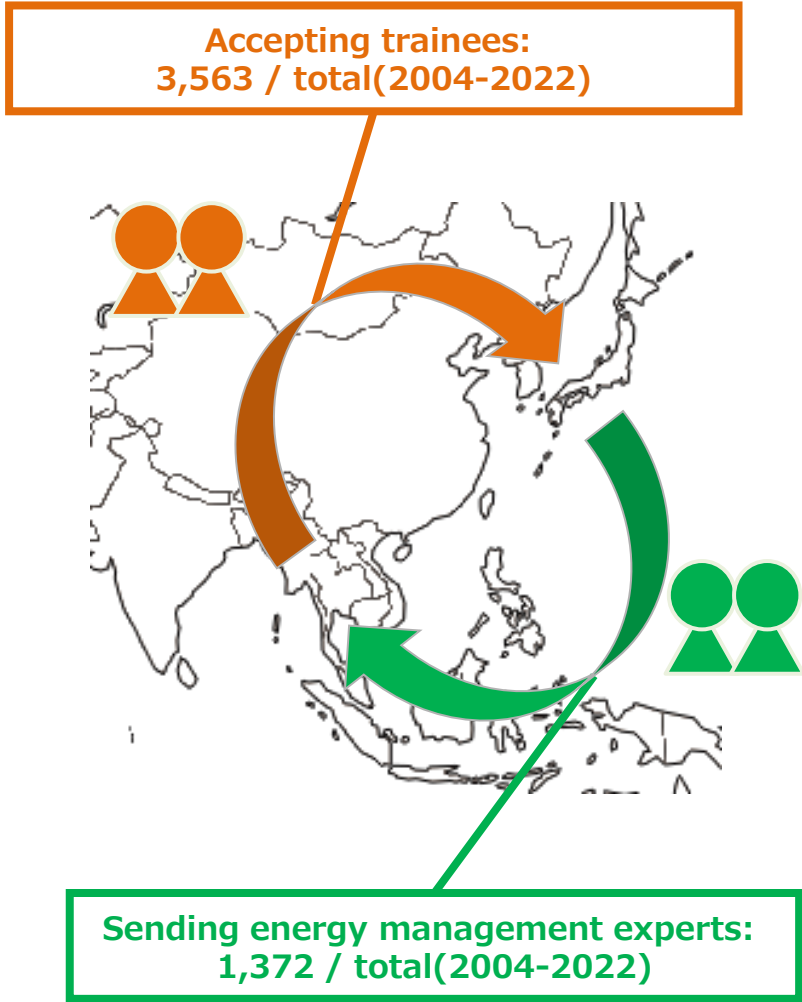 Accepting trainees:
3,563 / total(2004-2022)
Sending energy management experts:
1,372 / total(2004-2022)